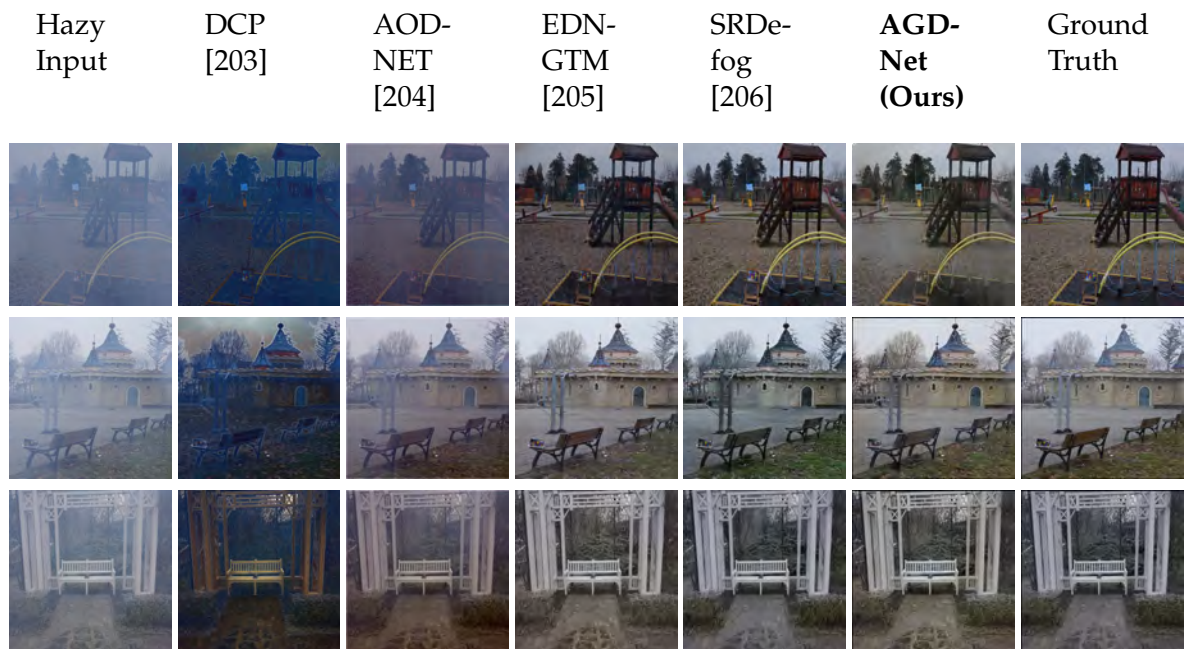 Hazy Input
DCP [203]
AOD-NET [204]
EDN-GTM [205]
SRDe-fog [206]
AGD-Net (Ours)
Ground Truth